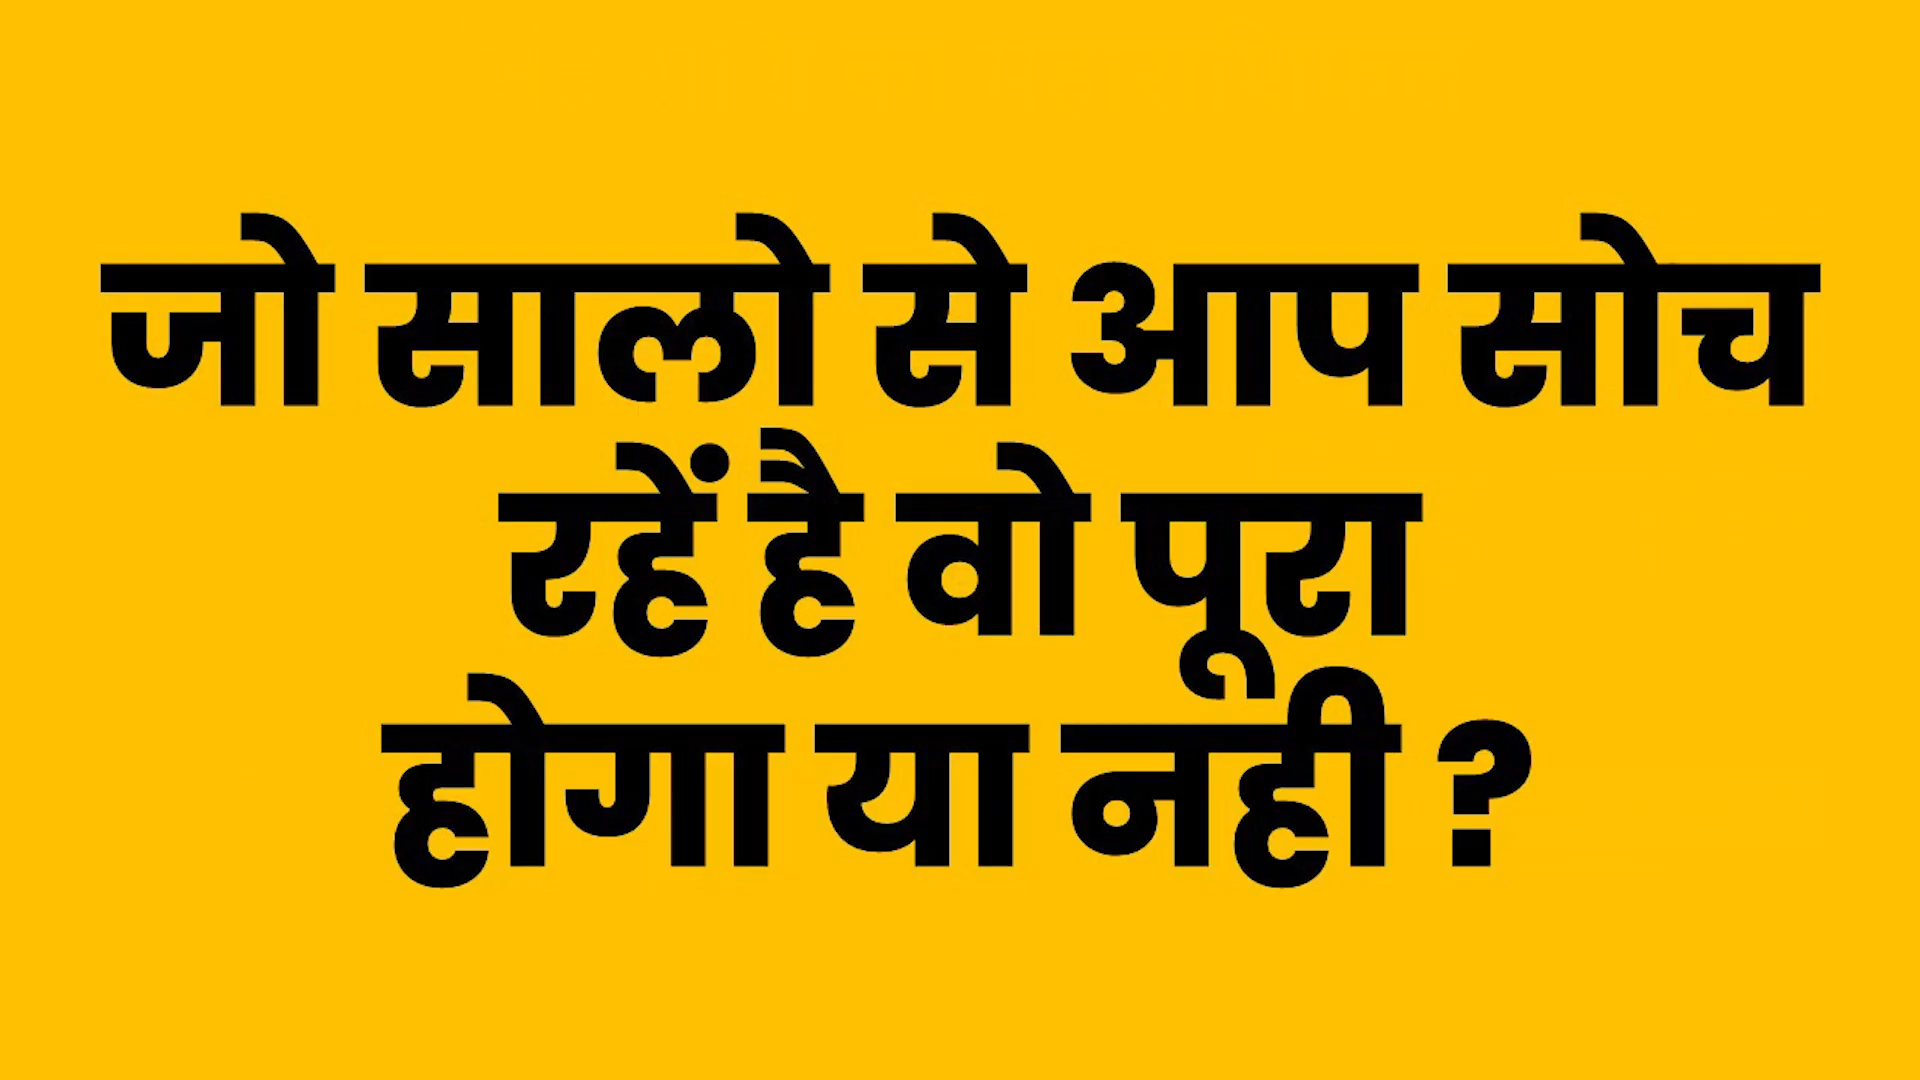 जो सालो से आप सोच
रहें है वो पूरा
होगा या नही ?